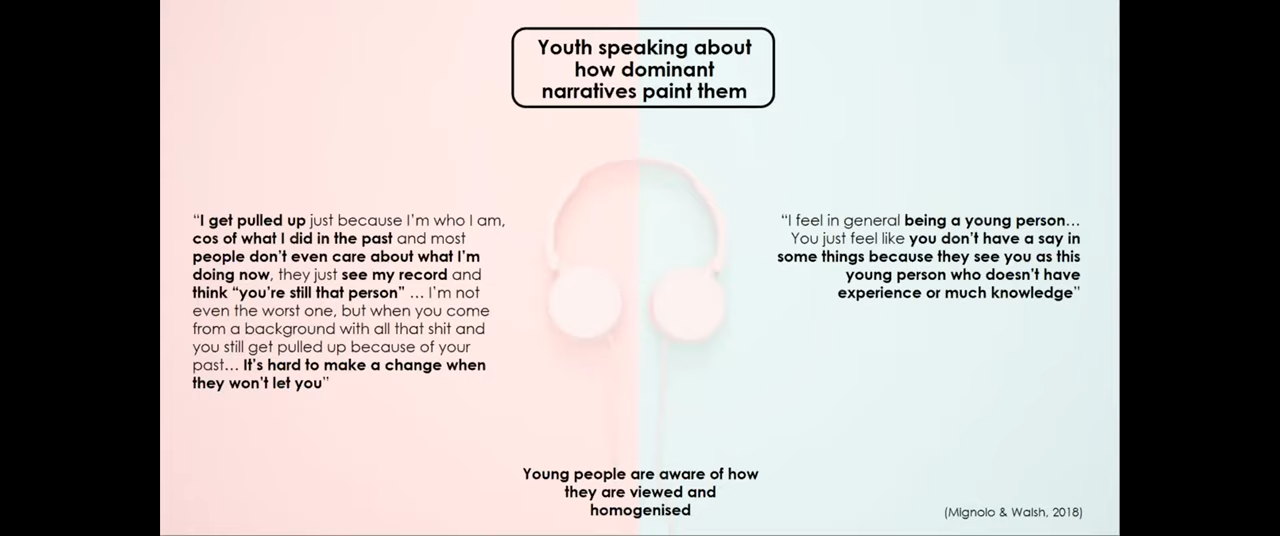 Youth speaking about
how dominant
narratives paint them
“I get pulled up just because I’m who I am,
cos of what I did in the past and most
people don’t even care about what I’m
doing now, they just see my record and
think “you’re still that person” … I’m not
even the worst one, but when you come
from a background with all that shit and
you still get pulled up because of your
past… It’s hard to make a change when
they won’t let you”
“I feel in general being a young person…
You just feel like you don’t have a say in
some things because they see you as this
young person who doesn’t have
experience or much knowledge”
Young people are aware of how
they are viewed and
homogenised
(Mignolo & Walsh, 2018)